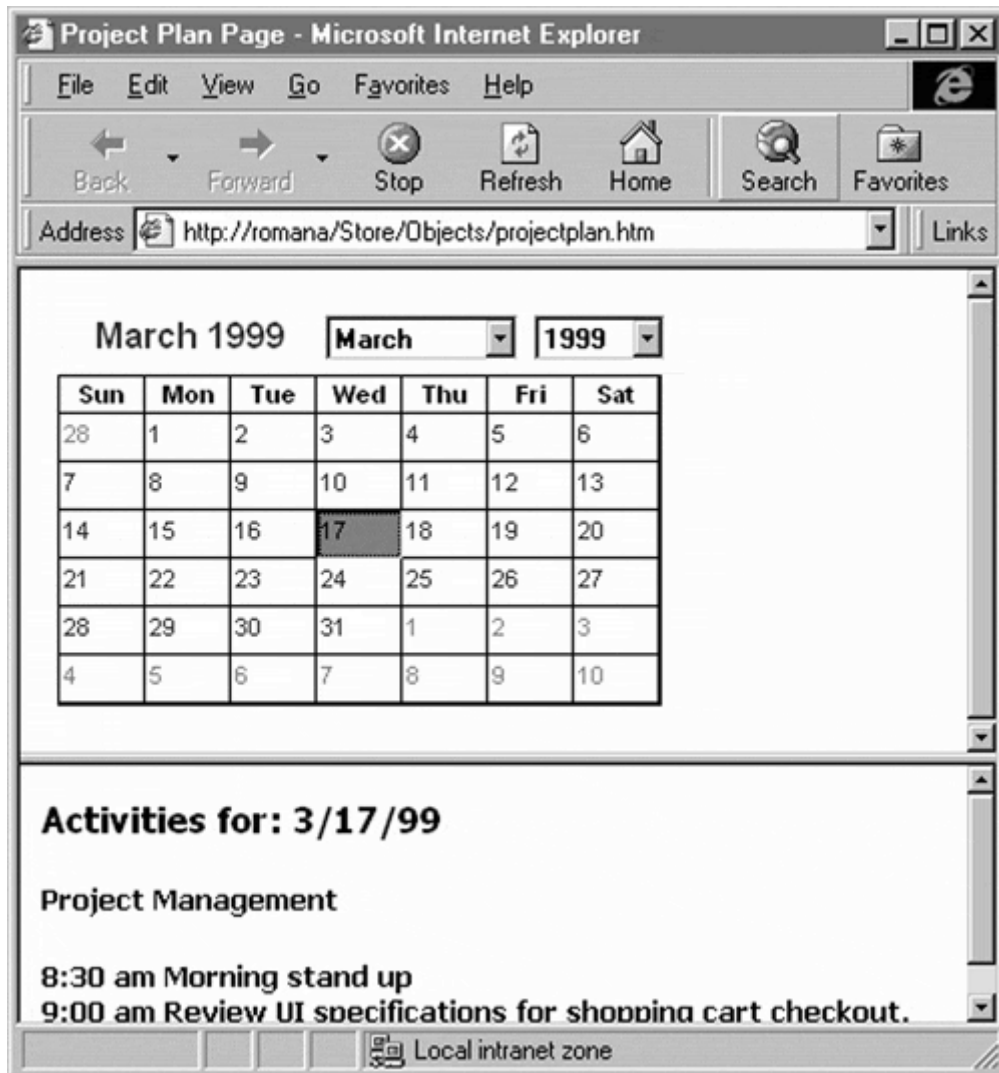 Project Plan Page - Microsoft Internet Explorer
File Edit View Go Favorites Help
Back Forward Stop Refresh Home Search Favorites
Address http://romana/Store/Objects/projectplan.htm Links
March 1999 March 1999
Sun Mon Tue Wed Thu Fri Sat
28 1 2 3 4 5 6
7 8 9 10 11 12 13
14 15 16 17 18 19 20
21 22 23 24 25 26 27
28 29 30 31 1 2 3
4 5 6 7 8 9 10
Activities for: 3/17/99
Project Management
8:30 am Morning stand up
9:00 am Review UI specifications for shopping cart checkout.
Local intranet zone